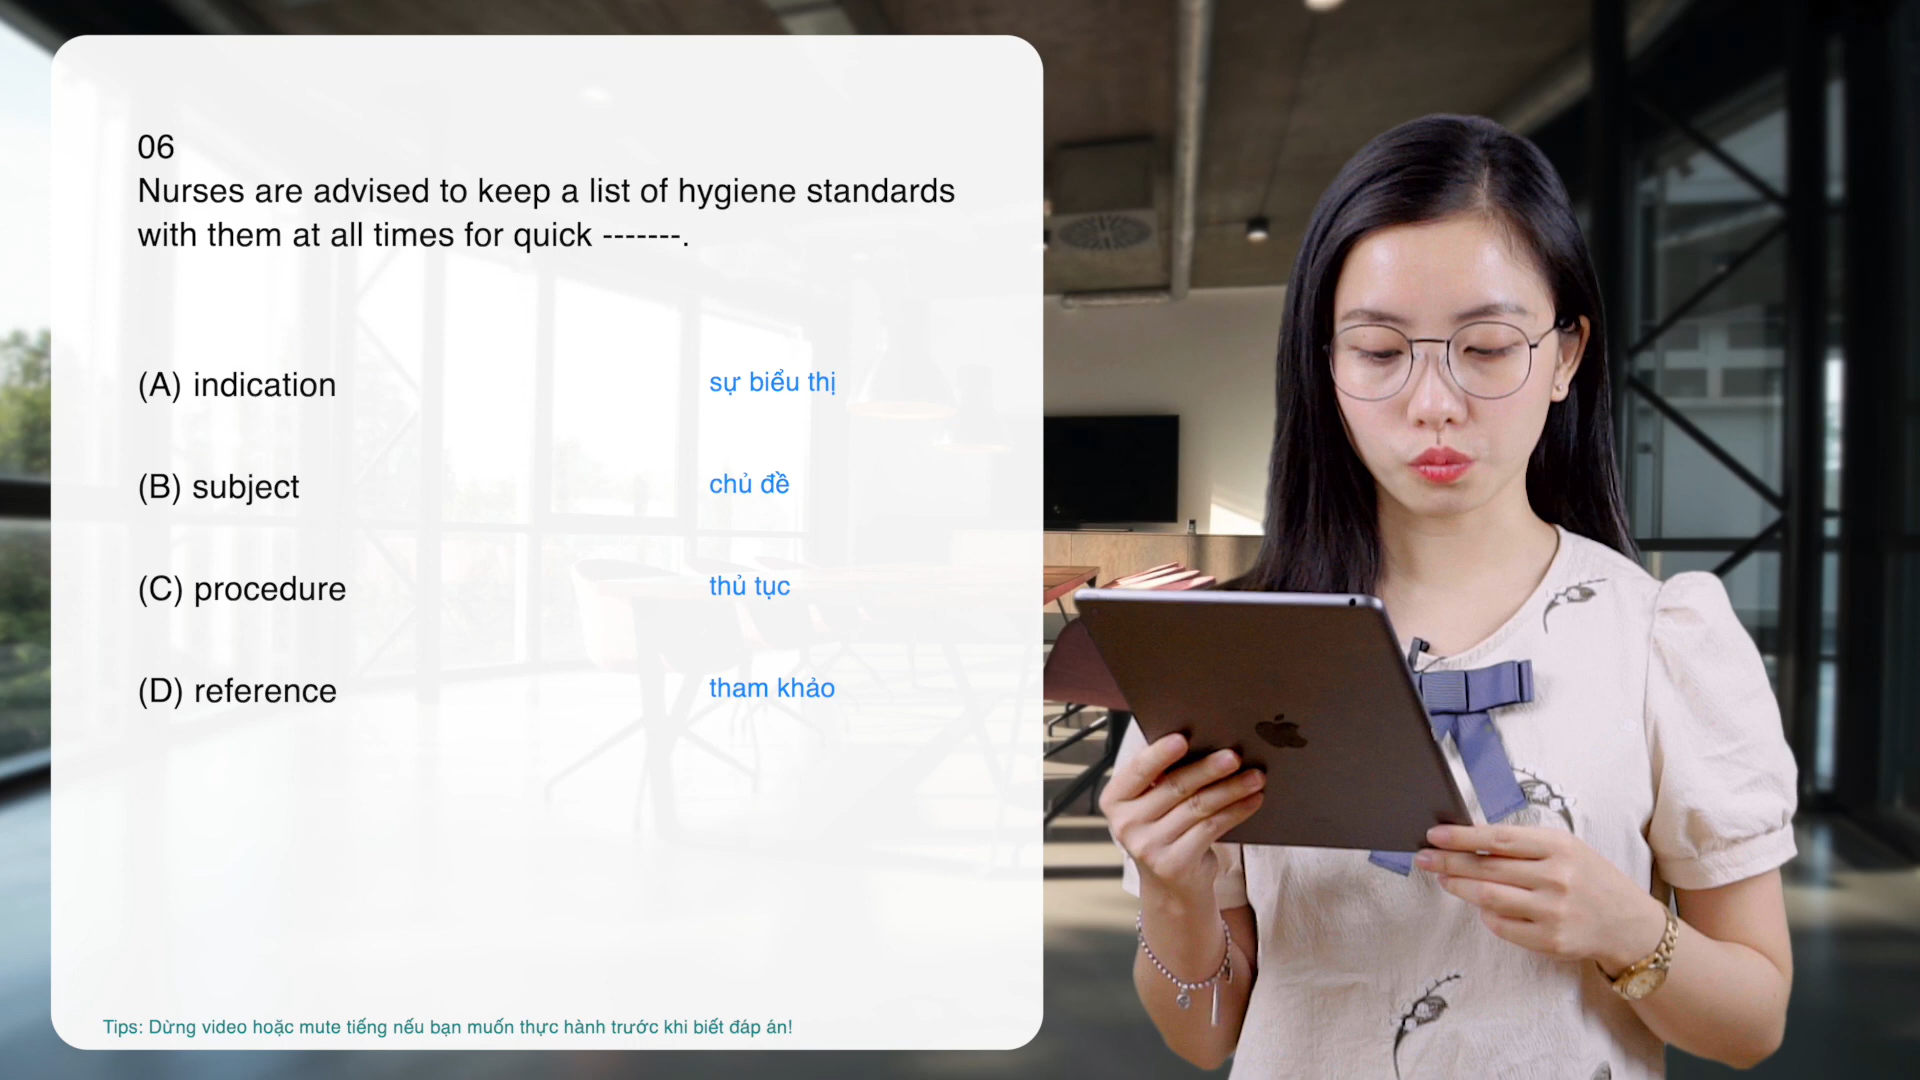 06
Nurses are advised to keep a list of hygiene standards
with them at all times for quick -------.
(A) indication sự biểu thị
(B) subject chủ đề
(C) procedure thủ tục
(D) reference tham khảo
Tips: Dừng video hoặc mute tiếng nếu bạn muốn thực hành trước khi biết đáp án!